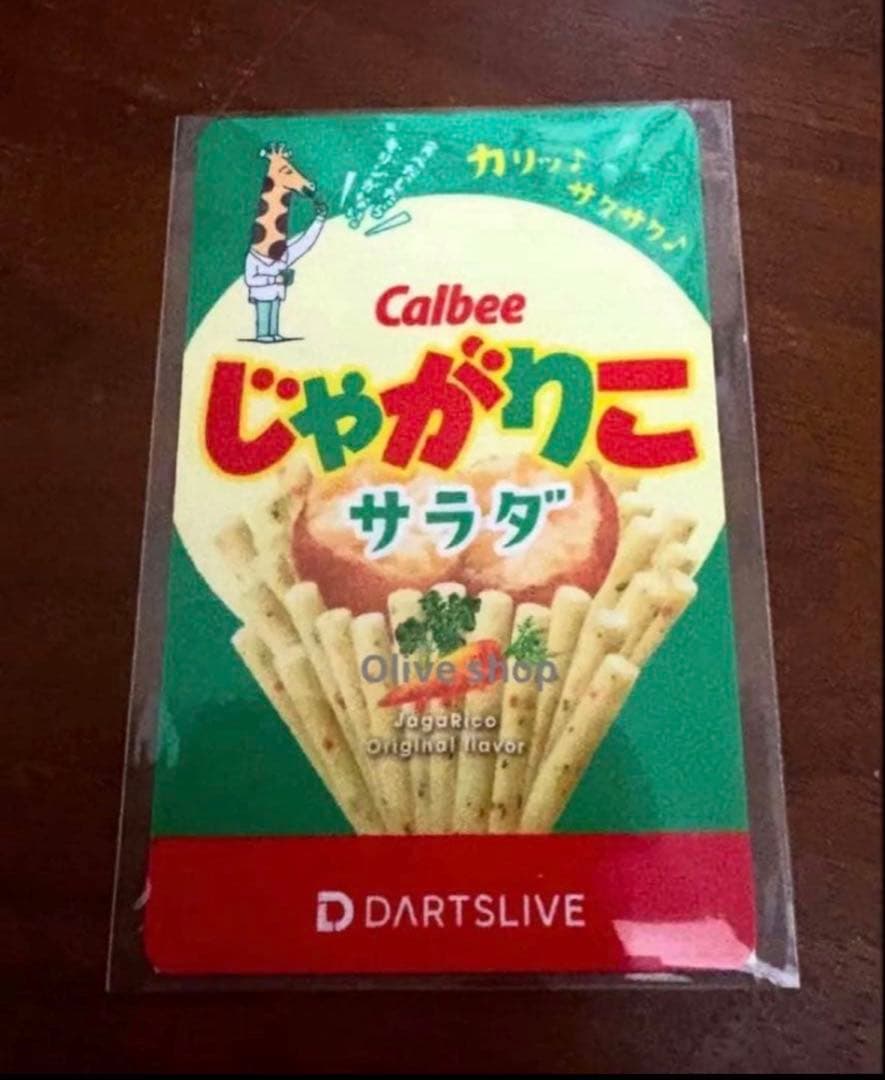 カリッ♪
サクサク♪
Calbee
じゃがりこ
サラダ
Olive shop
JagaRico
Original flavor
DARTSLIVE